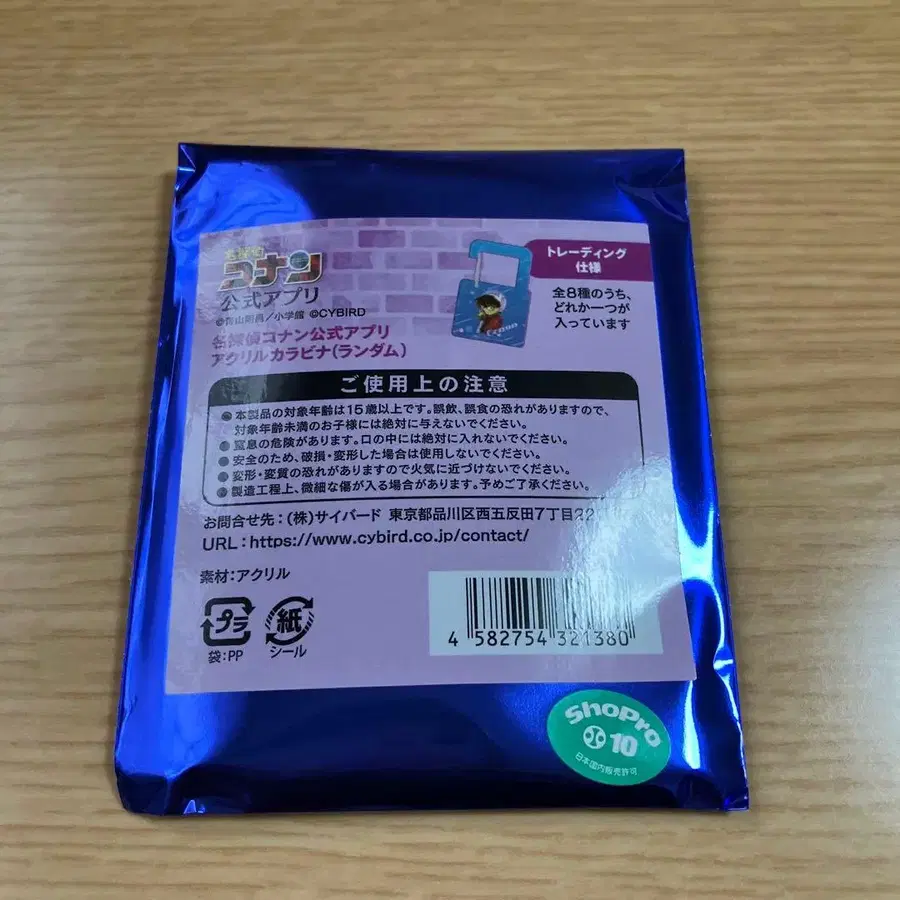 名探偵
コナン
公式アプリ
©青山剛昌/小学館 ©CYBIRD
名探偵コナン公式アプリ
アクリルカラビナ(ランダム)
トレーディング
仕様
全8種のうち、
どれか一つが
入っています
ご使用上の注意
●本製品の対象年齢は15歳以上です。誤飲、誤食の恐れがありますので、
対象年齢未満のお子様には絶対に与えないでください。
●窒息の危険があります。口の中には絶対に入れないでください。
●安全のため、破損・変形した場合は使用しないでください。
●変形・変質の恐れがありますので火気に近づけないでください。
●製造工程上、微細な傷が入る場合があります。予めご了承ください。
お問合せ先:(株)サイバード 東京都品川区西五反田7丁目22
URL:https://www.cybird.co.jp/contact/
素材:アクリル
プラ
袋:PP
紙
シール
4 582754 321380
ShoPro
10
日本国内販売許可